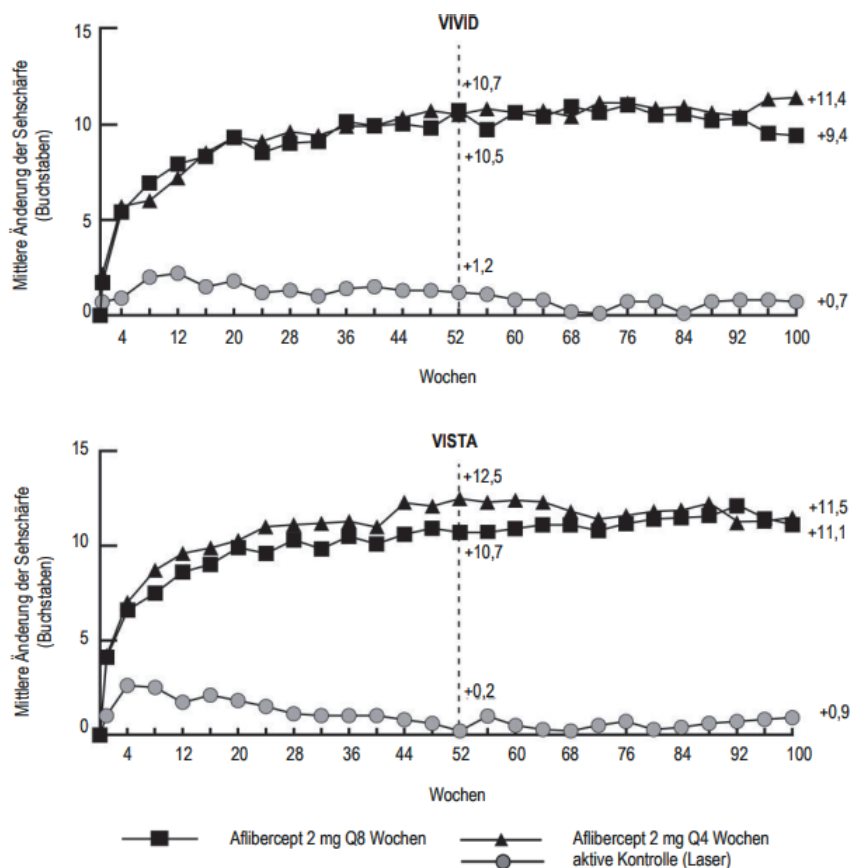 VIVID
Mittlere Änderung der Sehschärfe
(Buchstaben)
15
10
5
0
+10,7
+10,5
+1,2
+11,4
+9,4
+0,7
4 12 20 28 36 44 52 60 68 76 84 92 100
Wochen
VISTA
Mittlere Änderung der Sehschärfe
(Buchstaben)
15
10
5
0
+12,5
+10,7
+0,2
+11,5
+11,1
+0,9
4 12 20 28 36 44 52 60 68 76 84 92 100
Wochen
Aflibercept 2 mg Q8 Wochen
Aflibercept 2 mg Q4 Wochen
aktive Kontrolle (Laser)